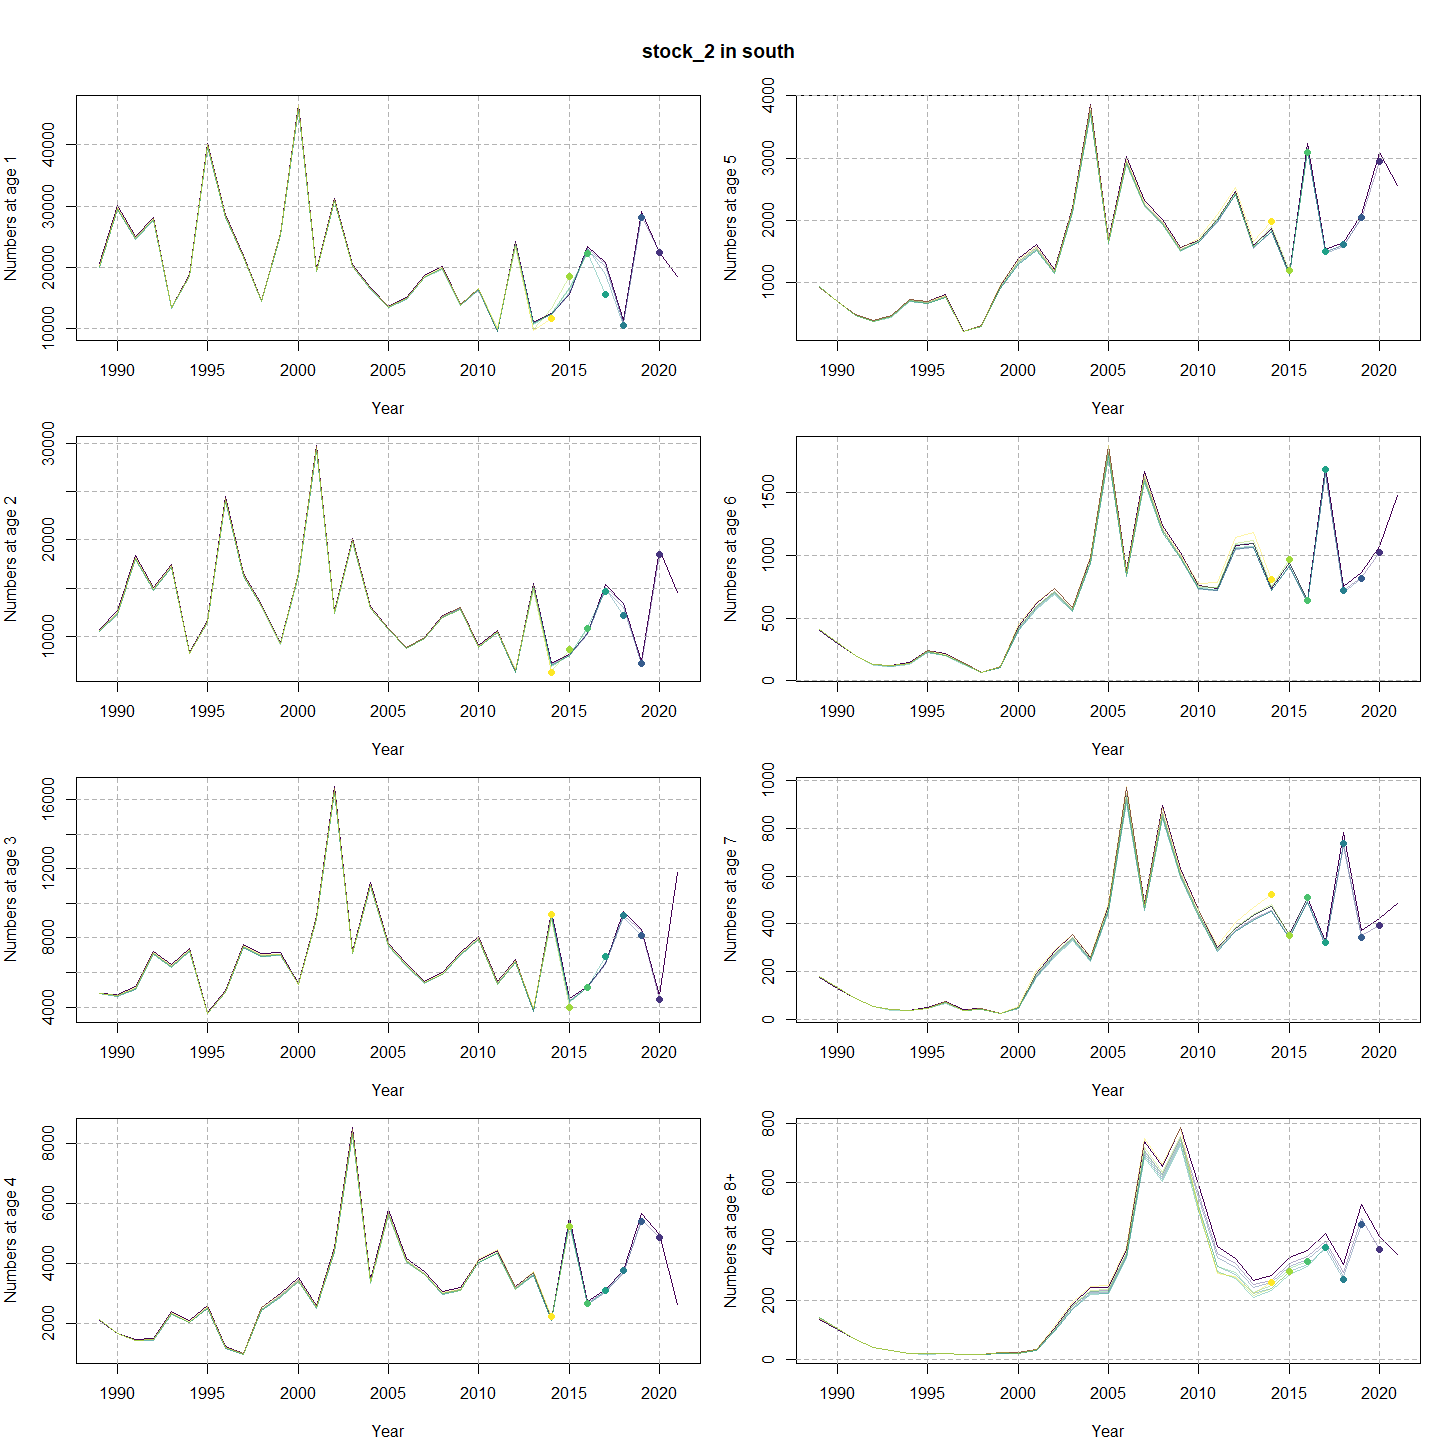 stock_2 in south
Numbers at age 1
10000 20000 30000 40000
1990 1995 2000 2005 2010 2015 2020
Year
Numbers at age 5
1000 2000 3000 4000
1990 1995 2000 2005 2010 2015 2020
Year
Numbers at age 2
10000 20000 30000
1990 1995 2000 2005 2010 2015 2020
Year
Numbers at age 6
0 500 1000 1500
1990 1995 2000 2005 2010 2015 2020
Year
Numbers at age 3
4000 8000 12000 16000
1990 1995 2000 2005 2010 2015 2020
Year
Numbers at age 7
0 200 400 600 800 1000
1990 1995 2000 2005 2010 2015 2020
Year
Numbers at age 4
2000 4000 6000 8000
1990 1995 2000 2005 2010 2015 2020
Year
Numbers at age 8+
0 200 400 600 800
1990 1995 2000 2005 2010 2015 2020
Year